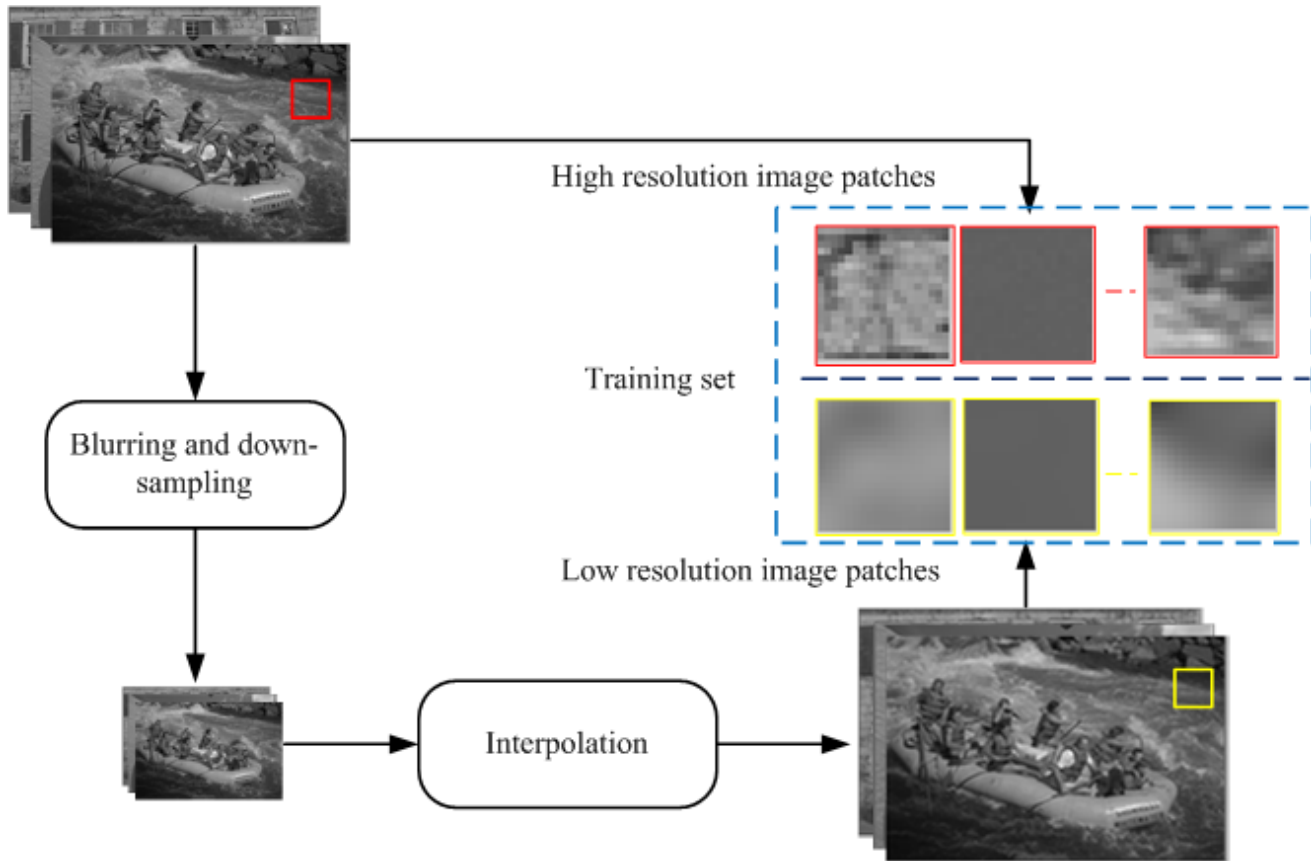 High resolution image patches
Training set
Blurring and down-
sampling
Low resolution image patches
Interpolation